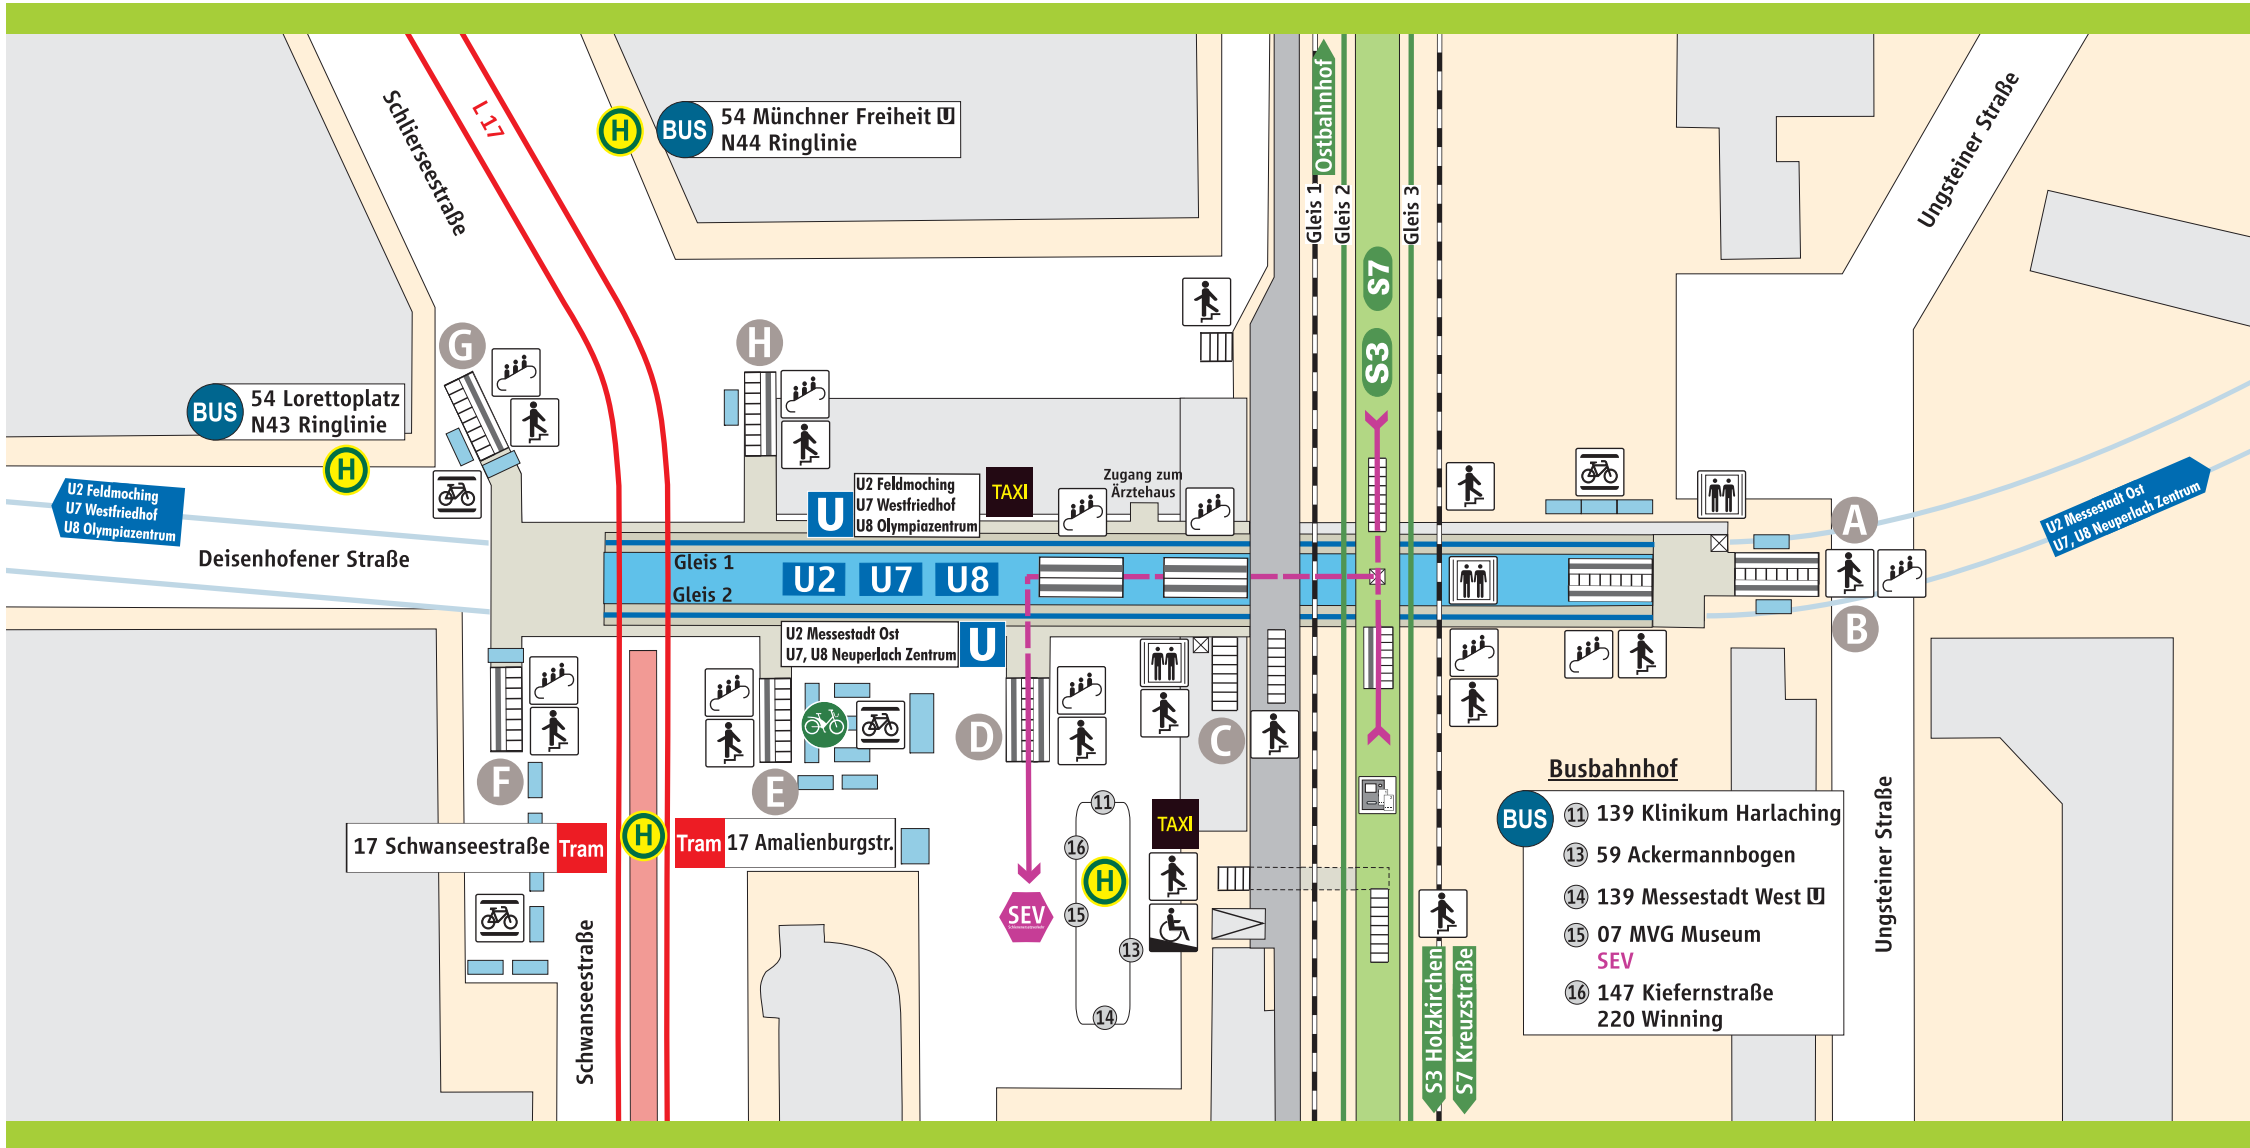 Schlierseestraße
L 17
H
BUS
54 Münchner Freiheit U
N44 Ringlinie
Ostbahnhof
Gleis 1
Gleis 2
Gleis 3
S7
S3
Ungsteiner Straße
G
H
BUS
54 Lorettoplatz
N43 Ringlinie
H
U2 Feldmoching
U7 Westfriedhof
U8 Olympiazentrum
Deisenhofener Straße
U
U2 Feldmoching
U7 Westfriedhof
U8 Olympiazentrum
TAXI
Zugang zum
Ärztehaus
A
U2 Messestadt Ost
U7, U8 Neuperlach Zentrum
B
Gleis 1
Gleis 2
U2
U7
U8
U2 Messestadt Ost
U7, U8 Neuperlach Zentrum
U
F
E
D
C
17 Schwanseestraße
Tram
H
Tram
17 Amalienburgstr.
Schwanseestraße
SEV
11
16
H
15
13
14
TAXI
S3 Holzkirchen
S7 Kreuzstraße
Busbahnhof
BUS
11 139 Klinikum Harlaching
13 59 Ackermannbogen
14 139 Messestadt West U
15 07 MVG Museum
SEV
16 147 Kiefernstraße
220 Winning
Ungsteiner Straße